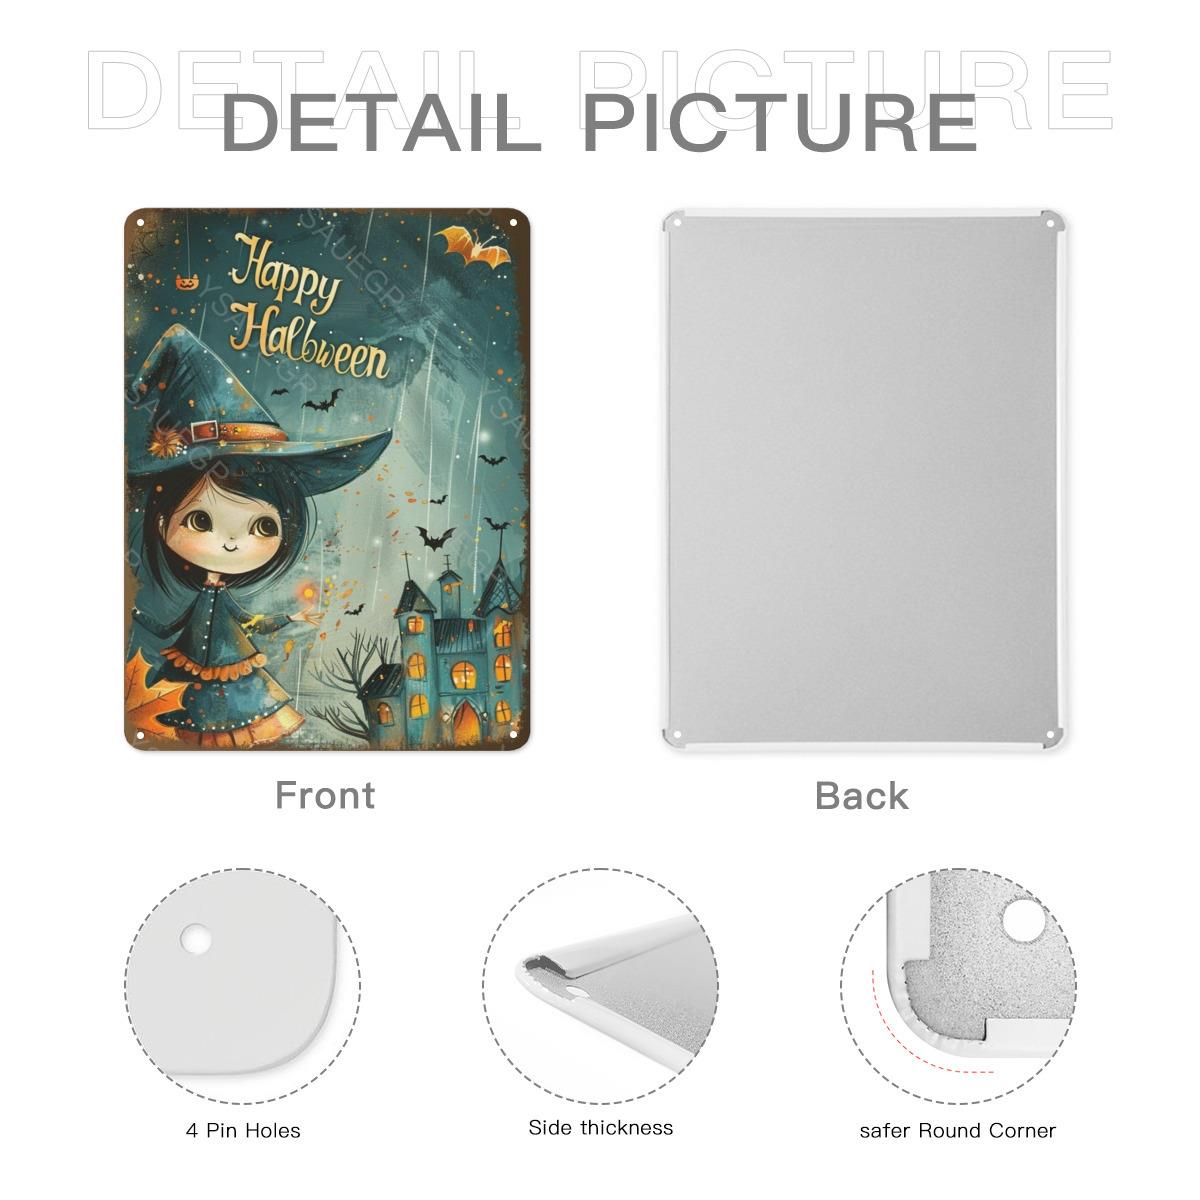 DETAIL PICTURE
DETAIL PICTURE
Happy
Halloween
Front
Back
4 Pin Holes
Side thickness
safer Round Corner